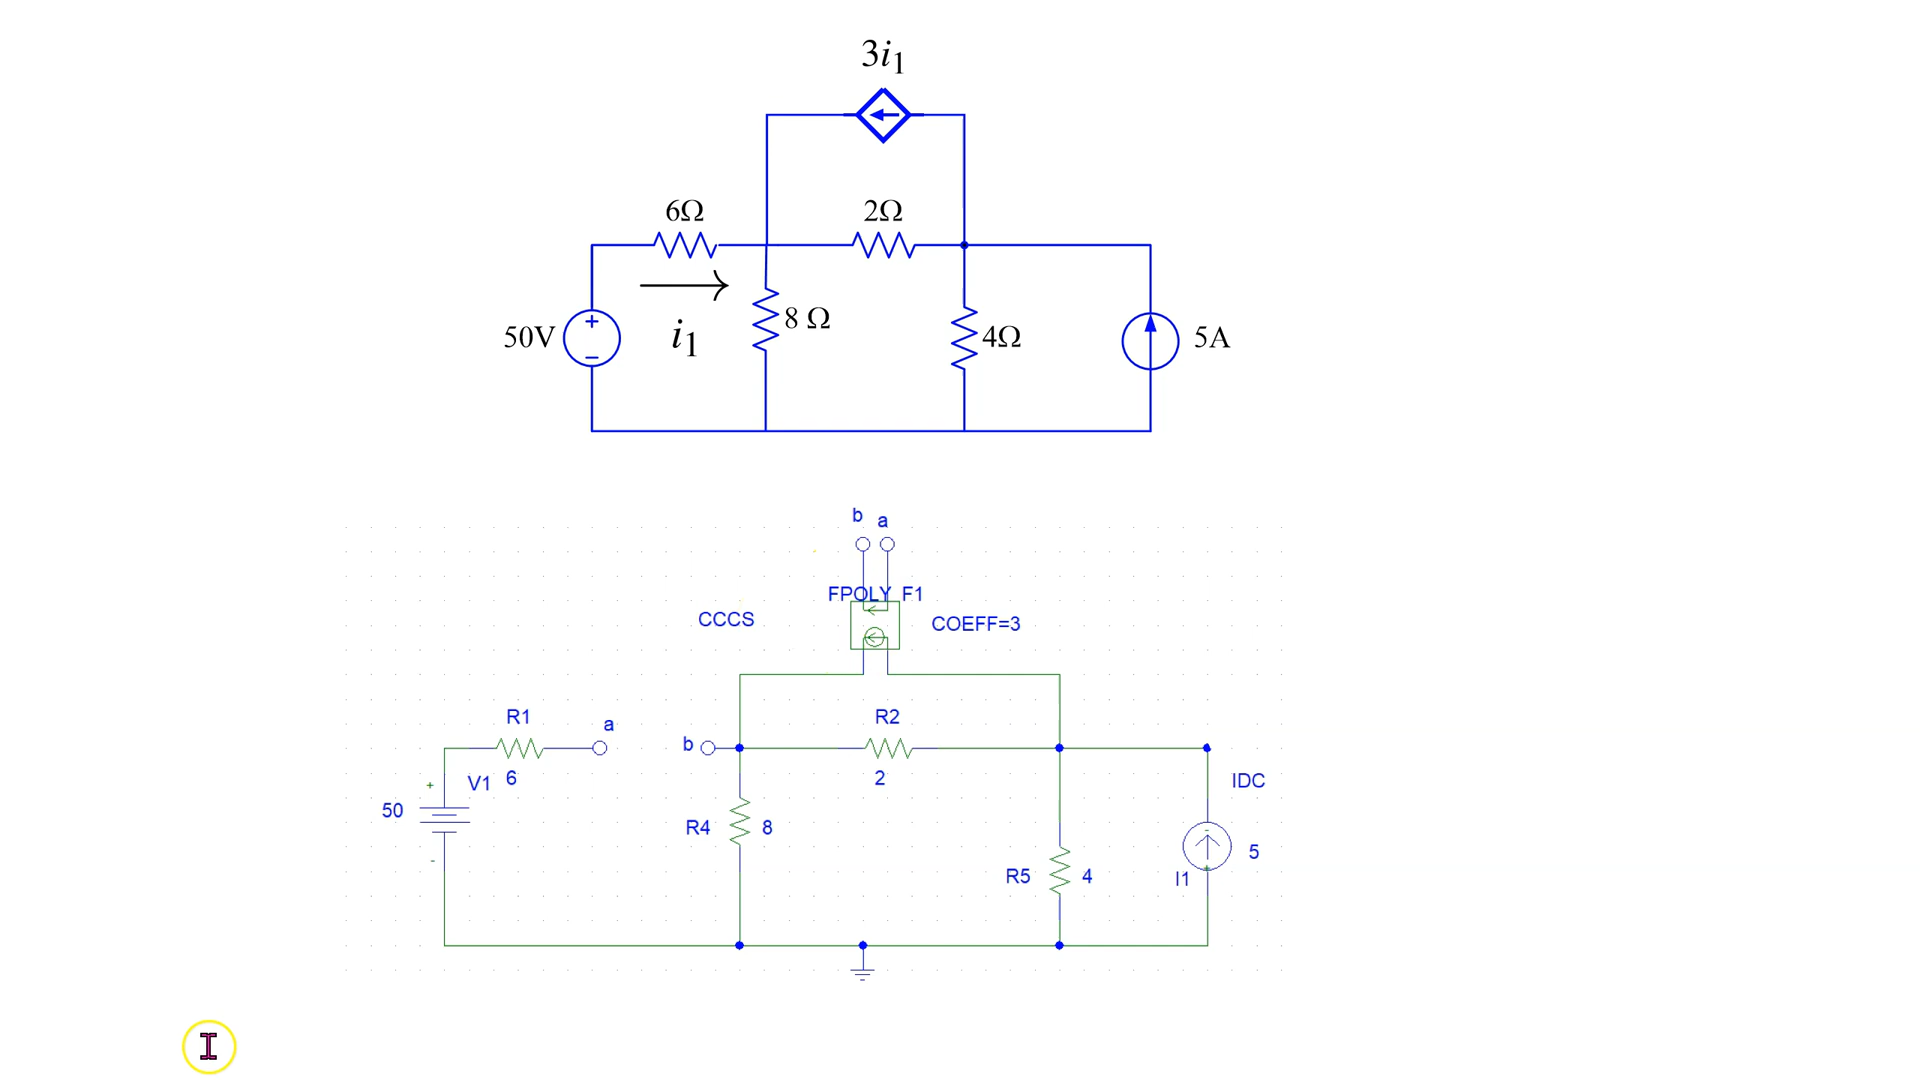 3i₁
6Ω
2Ω
50V
i₁
8 Ω
4Ω
5A
b a
FPOLY F1
CCCS
COEFF=3
R1
a
b
R2
6
2
V1
50
IDC
R4
8
R5
4
5
I1